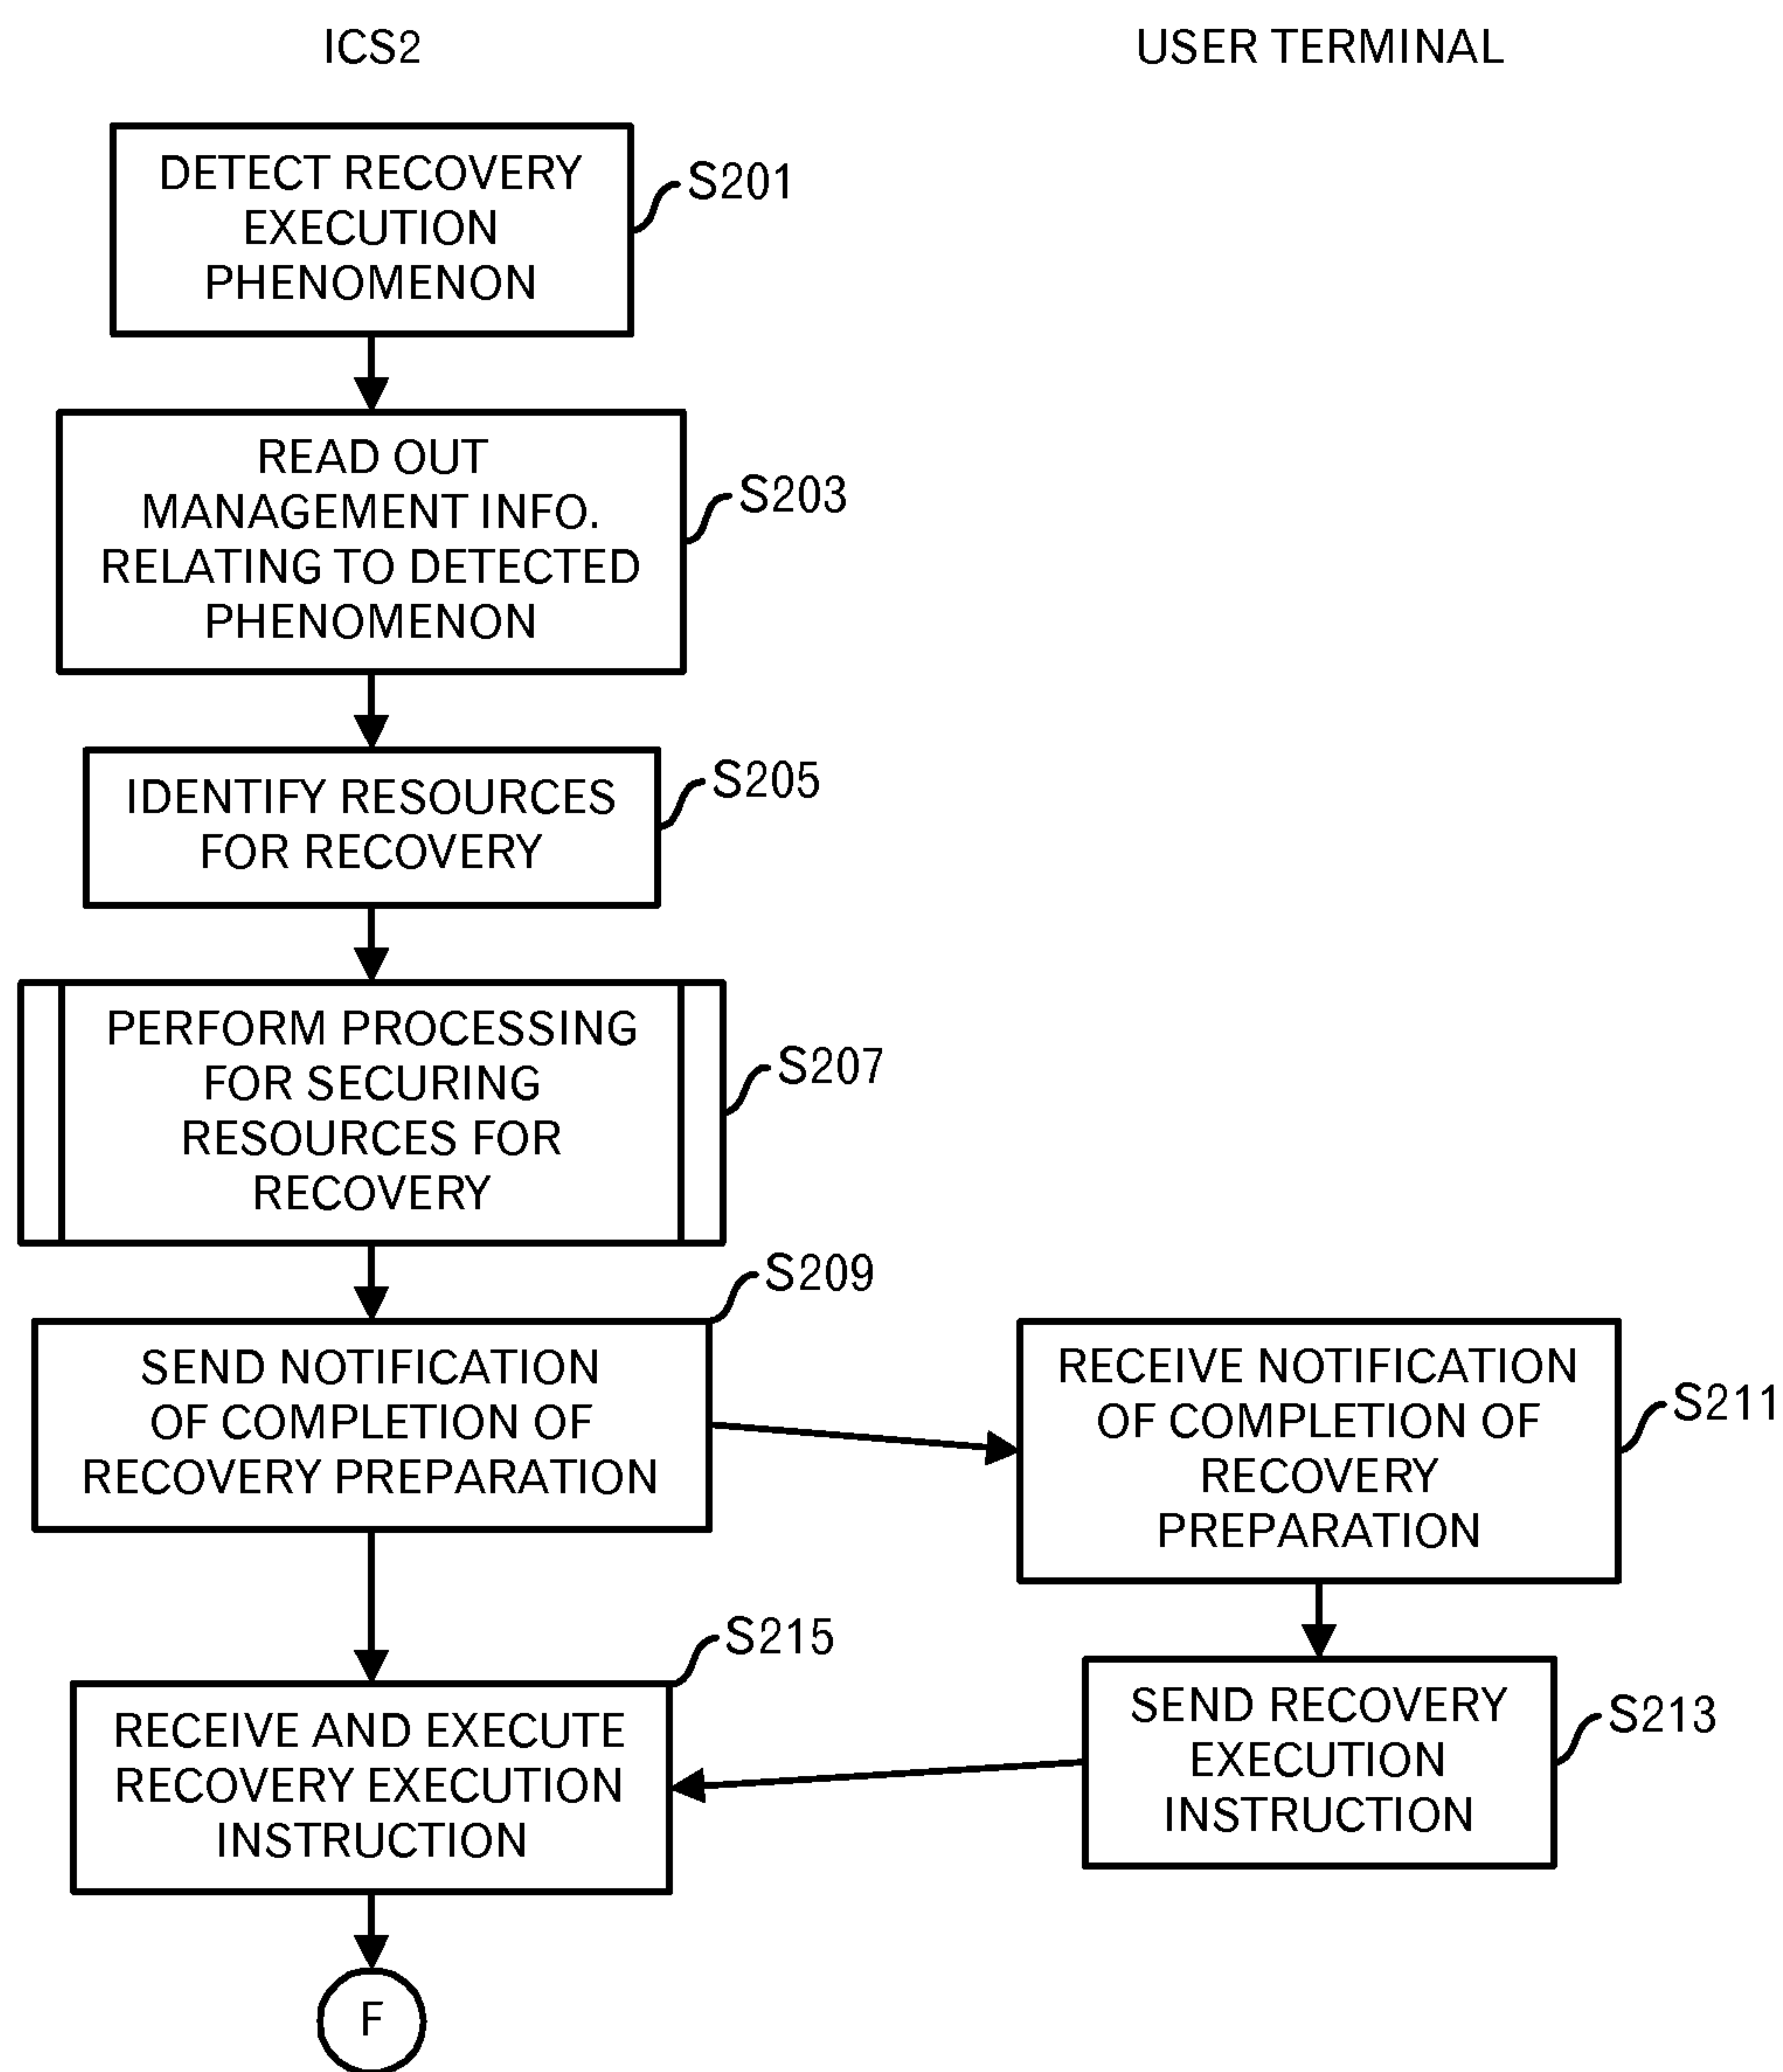 ICS2
USER TERMINAL
DETECT RECOVERY
EXECUTION
PHENOMENON
S201
READ OUT
MANAGEMENT INFO.
RELATING TO DETECTED
PHENOMENON
S203
IDENTIFY RESOURCES
FOR RECOVERY
S205
PERFORM PROCESSING
FOR SECURING
RESOURCES FOR
RECOVERY
S207
SEND NOTIFICATION
OF COMPLETION OF
RECOVERY PREPARATION
S209
RECEIVE NOTIFICATION
OF COMPLETION OF
RECOVERY
PREPARATION
S211
SEND RECOVERY
EXECUTION
INSTRUCTION
S213
RECEIVE AND EXECUTE
RECOVERY EXECUTION
INSTRUCTION
S215
F